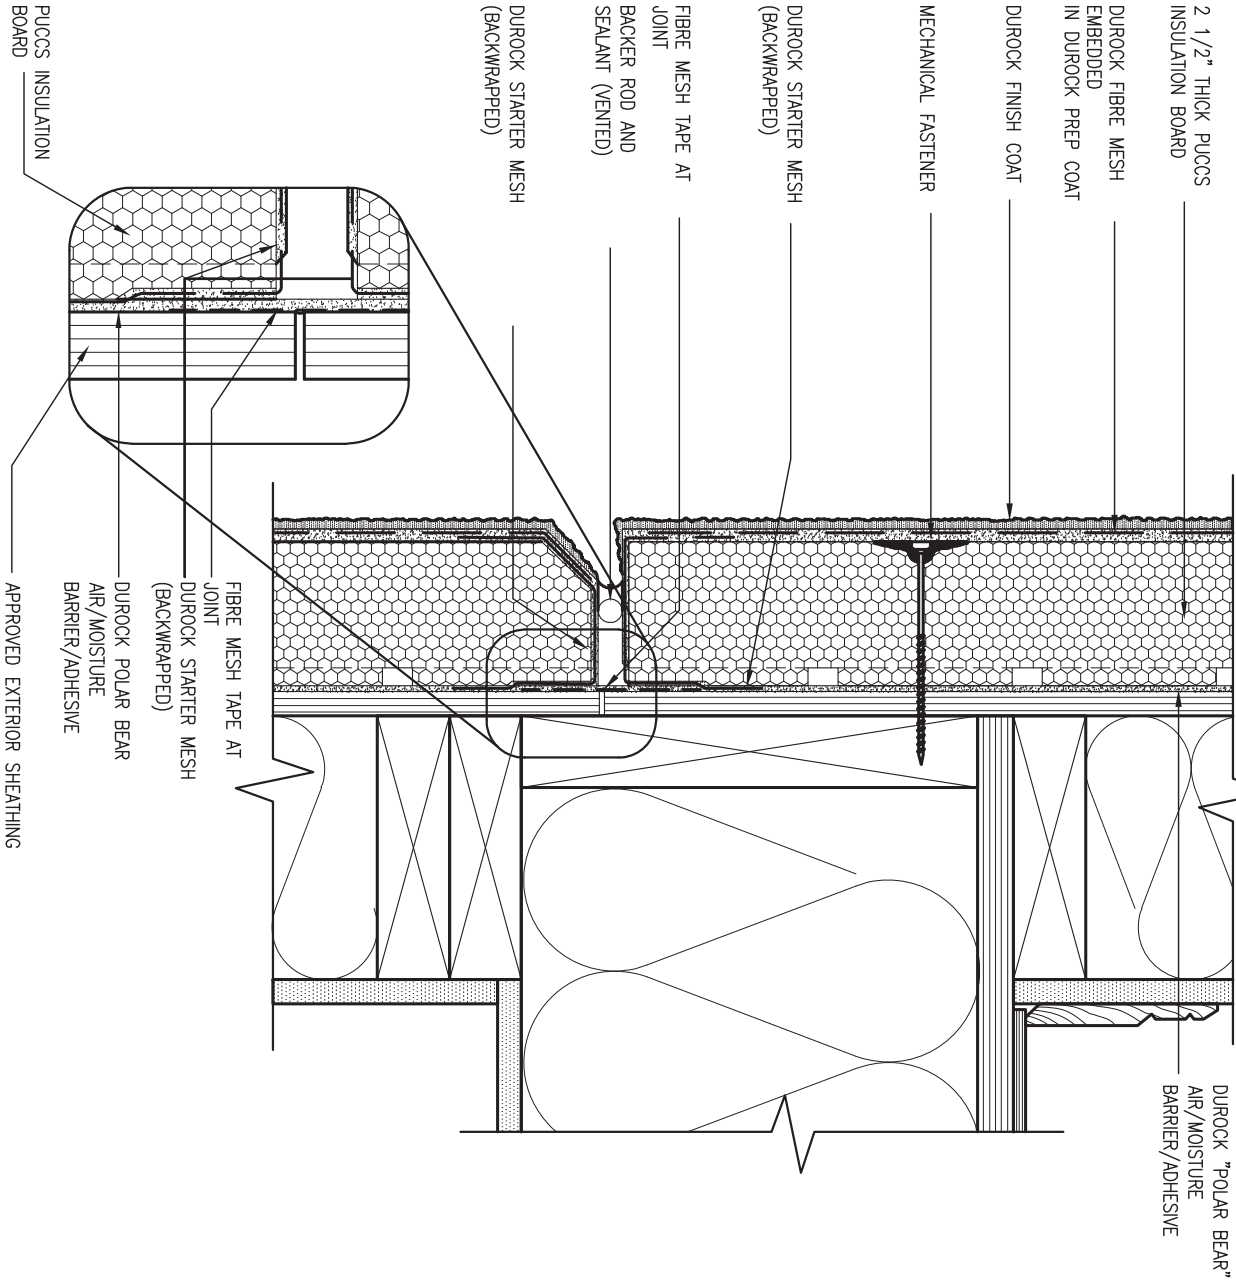 2 1/2" THICK PUCCS
INSULATION BOARD
DUROCK FIBRE MESH
EMBEDDED
IN DUROCK PREP COAT
DUROCK FINISH COAT
MECHANICAL FASTENER
DUROCK STARTER MESH
(BACKWRAPPED)
FIBRE MESH TAPE AT
JOINT
BACKER ROD AND
SEALANT (VENTED)
DUROCK STARTER MESH
(BACKWRAPPED)
PUCCS INSULATION
BOARD
DUROCK "POLAR BEAR"
AIR/MOISTURE
BARRIER/ADHESIVE
FIBRE MESH TAPE AT
JOINT
DUROCK STARTER MESH
(BACKWRAPPED)
DUROCK POLAR BEAR
AIR/MOISTURE
BARRIER/ADHESIVE
APPROVED EXTERIOR SHEATHING